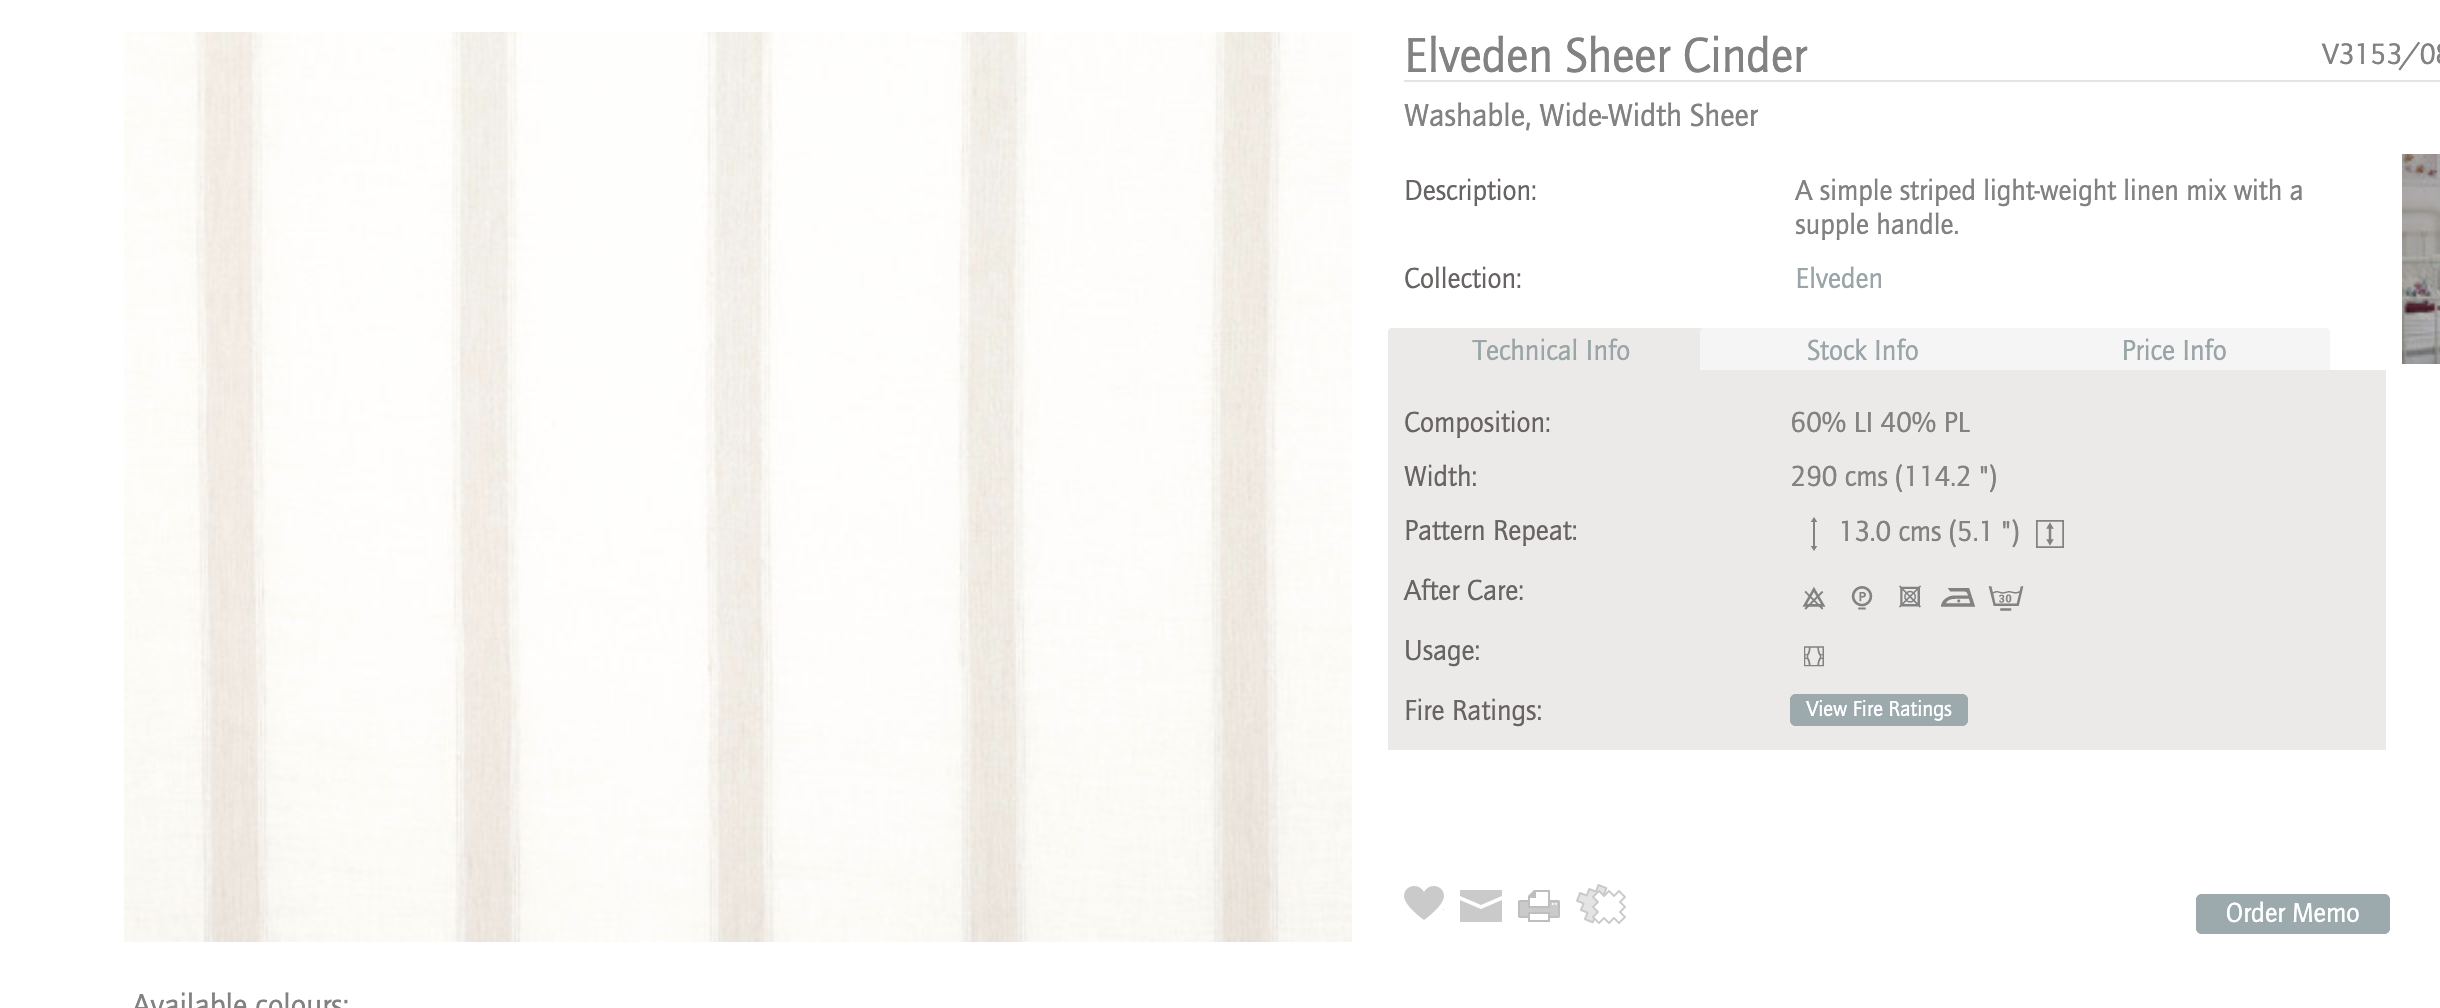 Elveden Sheer Cinder
V3153/08
Washable, Wide-Width Sheer
Description:
A simple striped light-weight linen mix with a
supple handle.
Collection:
Elveden
Technical Info
Stock Info
Price Info
Composition:
60% LI 40% PL
Width:
290 cms (114.2 ")
Pattern Repeat:
13.0 cms (5.1 ")
After Care:
P
30
Usage:
Fire Ratings:
View Fire Ratings
Order Memo
Available colours: